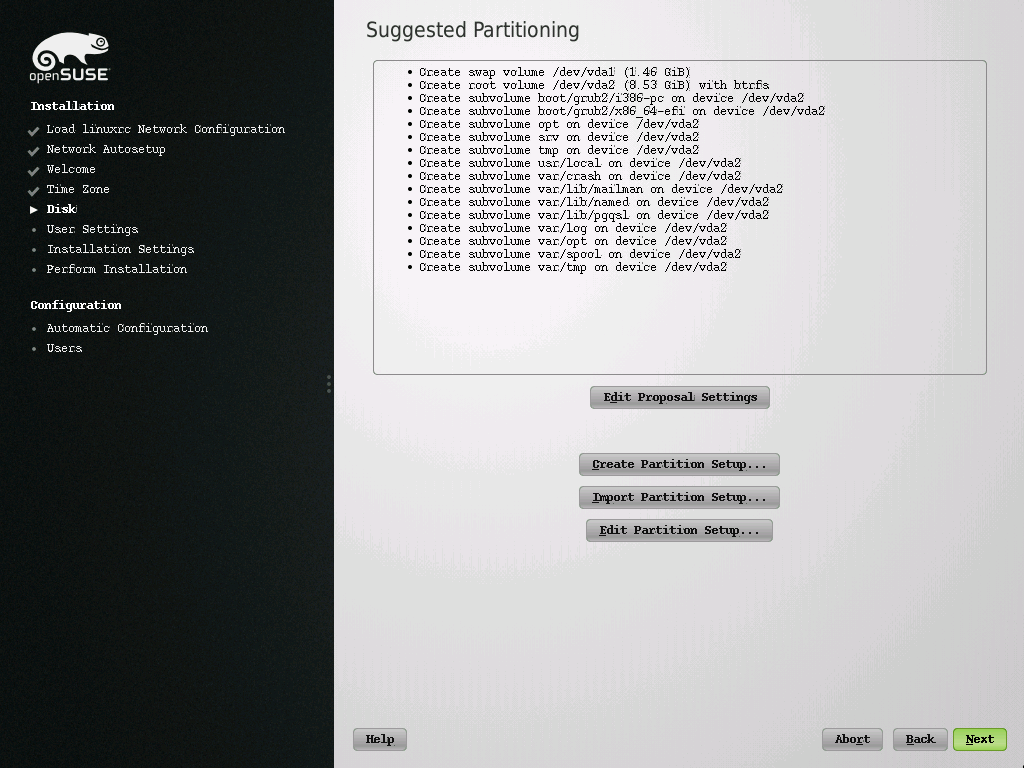 openSUSE
Installation
Load linuxrc Network Configuration
Network Autosetup
Welcome
Time Zone
Disk
User Settings
Installation Settings
Perform Installation
Configuration
Automatic Configuration
Users
Suggested Partitioning
• Create swap volume /dev/vda1 (1.46 GiB)
• Create root volume /dev/vda2 (8.53 GiB) with btrfs
• Create subvolume boot/grub2/i386-pc on device /dev/vda2
• Create subvolume boot/grub2/x86_64-efi on device /dev/vda2
• Create subvolume opt on device /dev/vda2
• Create subvolume srv on device /dev/vda2
• Create subvolume tmp on device /dev/vda2
• Create subvolume usr/local on device /dev/vda2
• Create subvolume var/crash on device /dev/vda2
• Create subvolume var/lib/mailman on device /dev/vda2
• Create subvolume var/lib/named on device /dev/vda2
• Create subvolume var/lib/pgqsl on device /dev/vda2
• Create subvolume var/log on device /dev/vda2
• Create subvolume var/opt on device /dev/vda2
• Create subvolume var/spool on device /dev/vda2
• Create subvolume var/tmp on device /dev/vda2
Edit Proposal Settings
Create Partition Setup...
Import Partition Setup...
Edit Partition Setup...
Help
Abort
Back
Next